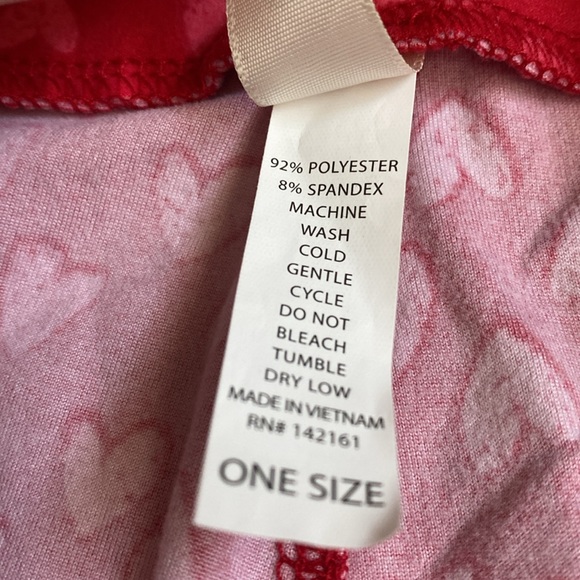 92% POLYESTER
8% SPANDEX
MACHINE
WASH
COLD
GENTLE
CYCLE
DO NOT
BLEACH
TUMBLE
DRY LOW
MADE IN VIETNAM
RN# 142161
ONE SIZE